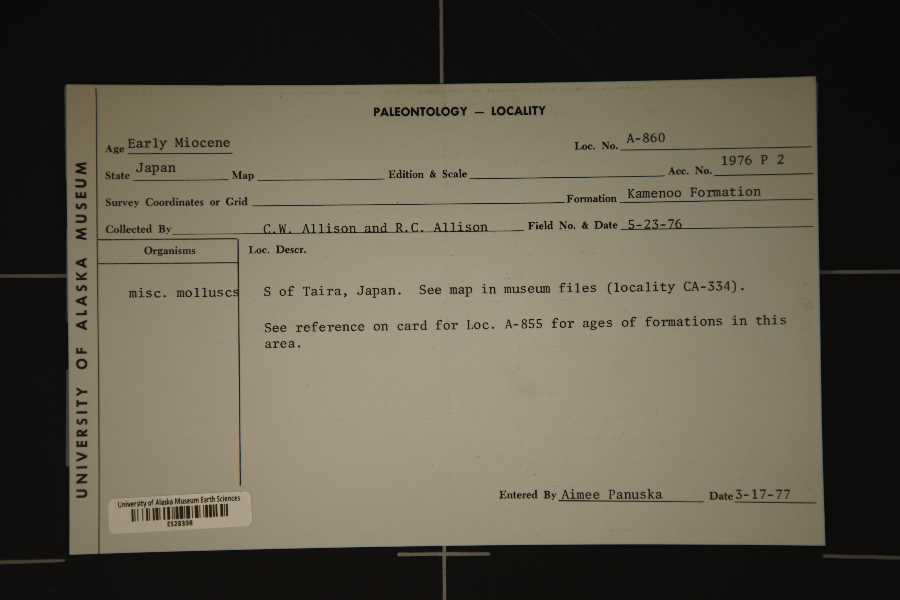 PALEONTOLOGY — LOCALITY
Age Early Miocene
Loc. No. A-860
State Japan Map Edition & Scale Acc. No. 1976 P 2
Survey Coordinates or Grid Formation Kamenoo Formation
Collected By C.W. Allison and R.C. Allison Field No. & Date 5-23-76
Organisms
Loc. Descr.
misc. molluscs
S of Taira, Japan. See map in museum files (locality CA-334).
See reference on card for Loc. A-855 for ages of formations in this
area.
Entered By Aimee Panuska Date 3-17-77
UNIVERSITY OF ALASKA MUSEUM
University of Alaska Museum Earth Sciences
ES28398